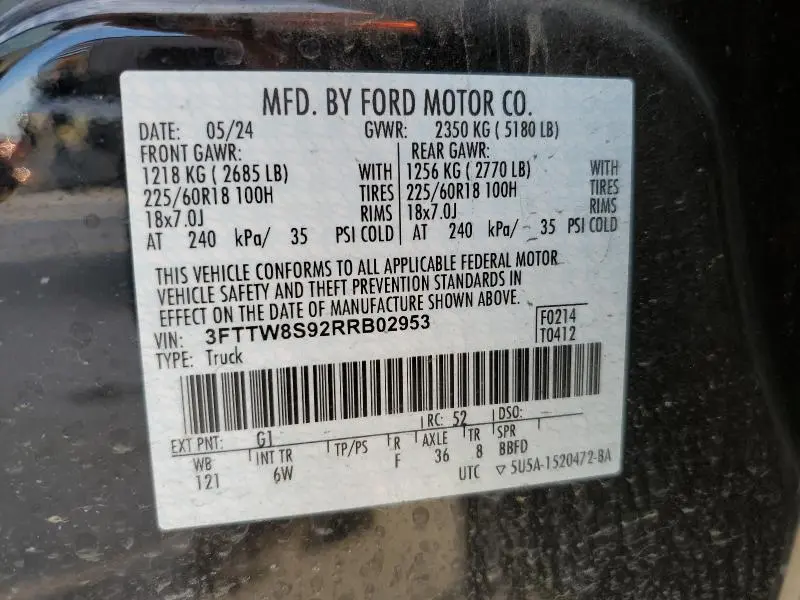 MFD. BY FORD MOTOR CO.
DATE: 05/24 GVWR: 2350 KG ( 5180 LB)
FRONT GAWR: REAR GAWR:
1218 KG ( 2685 LB) WITH 1256 KG ( 2770 LB) WITH
225/60R18 100H TIRES 225/60R18 100H TIRES
18x7.0J RIMS 18x7.0J RIMS
AT 240 kPa/ 35 PSI COLD AT 240 kPa/ 35 PSI COLD
THIS VEHICLE CONFORMS TO ALL APPLICABLE FEDERAL MOTOR
VEHICLE SAFETY AND THEFT PREVENTION STANDARDS IN
EFFECT ON THE DATE OF MANUFACTURE SHOWN ABOVE.
VIN: 3FTTW8S92RRB02953 F0214
TYPE: Truck T0412
EXT PNT: G1 RC: 52 DSO:
WB INT TR TP/PS R AXLE TR SPR
121 6W F 36 8 BBFD
UTC ▽ 5U5A-1520472-BA